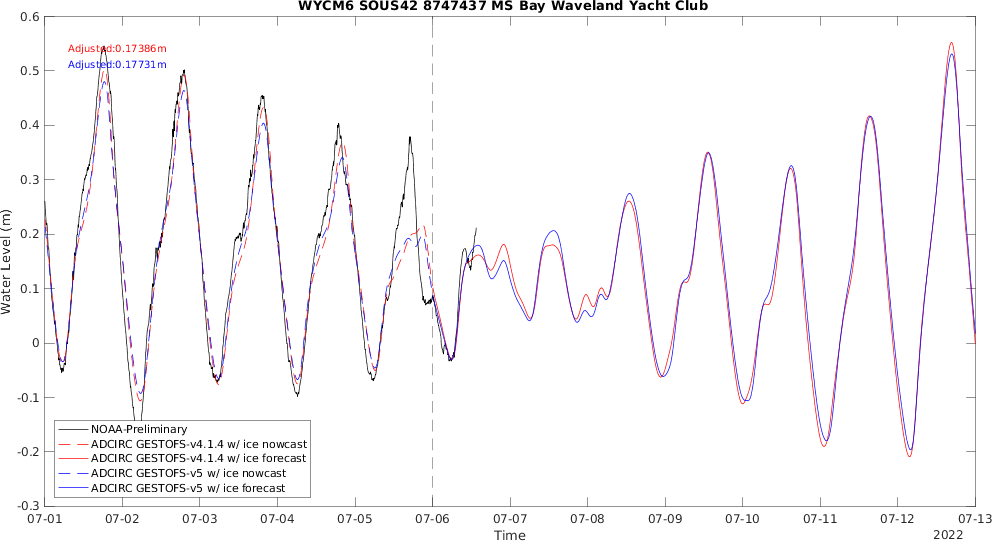 WYCM6 SOUS42 8747437 MS Bay Waveland Yacht Club
Adjusted:0.17386m
Adjusted:0.17731m
Water Level (m)
0.6
0.5
0.4
0.3
0.2
0.1
0
-0.1
-0.2
-0.3
NOAA-Preliminary
ADCIRC GESTOFS-v4.1.4 w/ ice nowcast
ADCIRC GESTOFS-v4.1.4 w/ ice forecast
ADCIRC GESTOFS-v5 w/ ice nowcast
ADCIRC GESTOFS-v5 w/ ice forecast
07-01 07-02 07-03 07-04 07-05 07-06 07-07 07-08 07-09 07-10 07-11 07-12 07-13
Time
2022